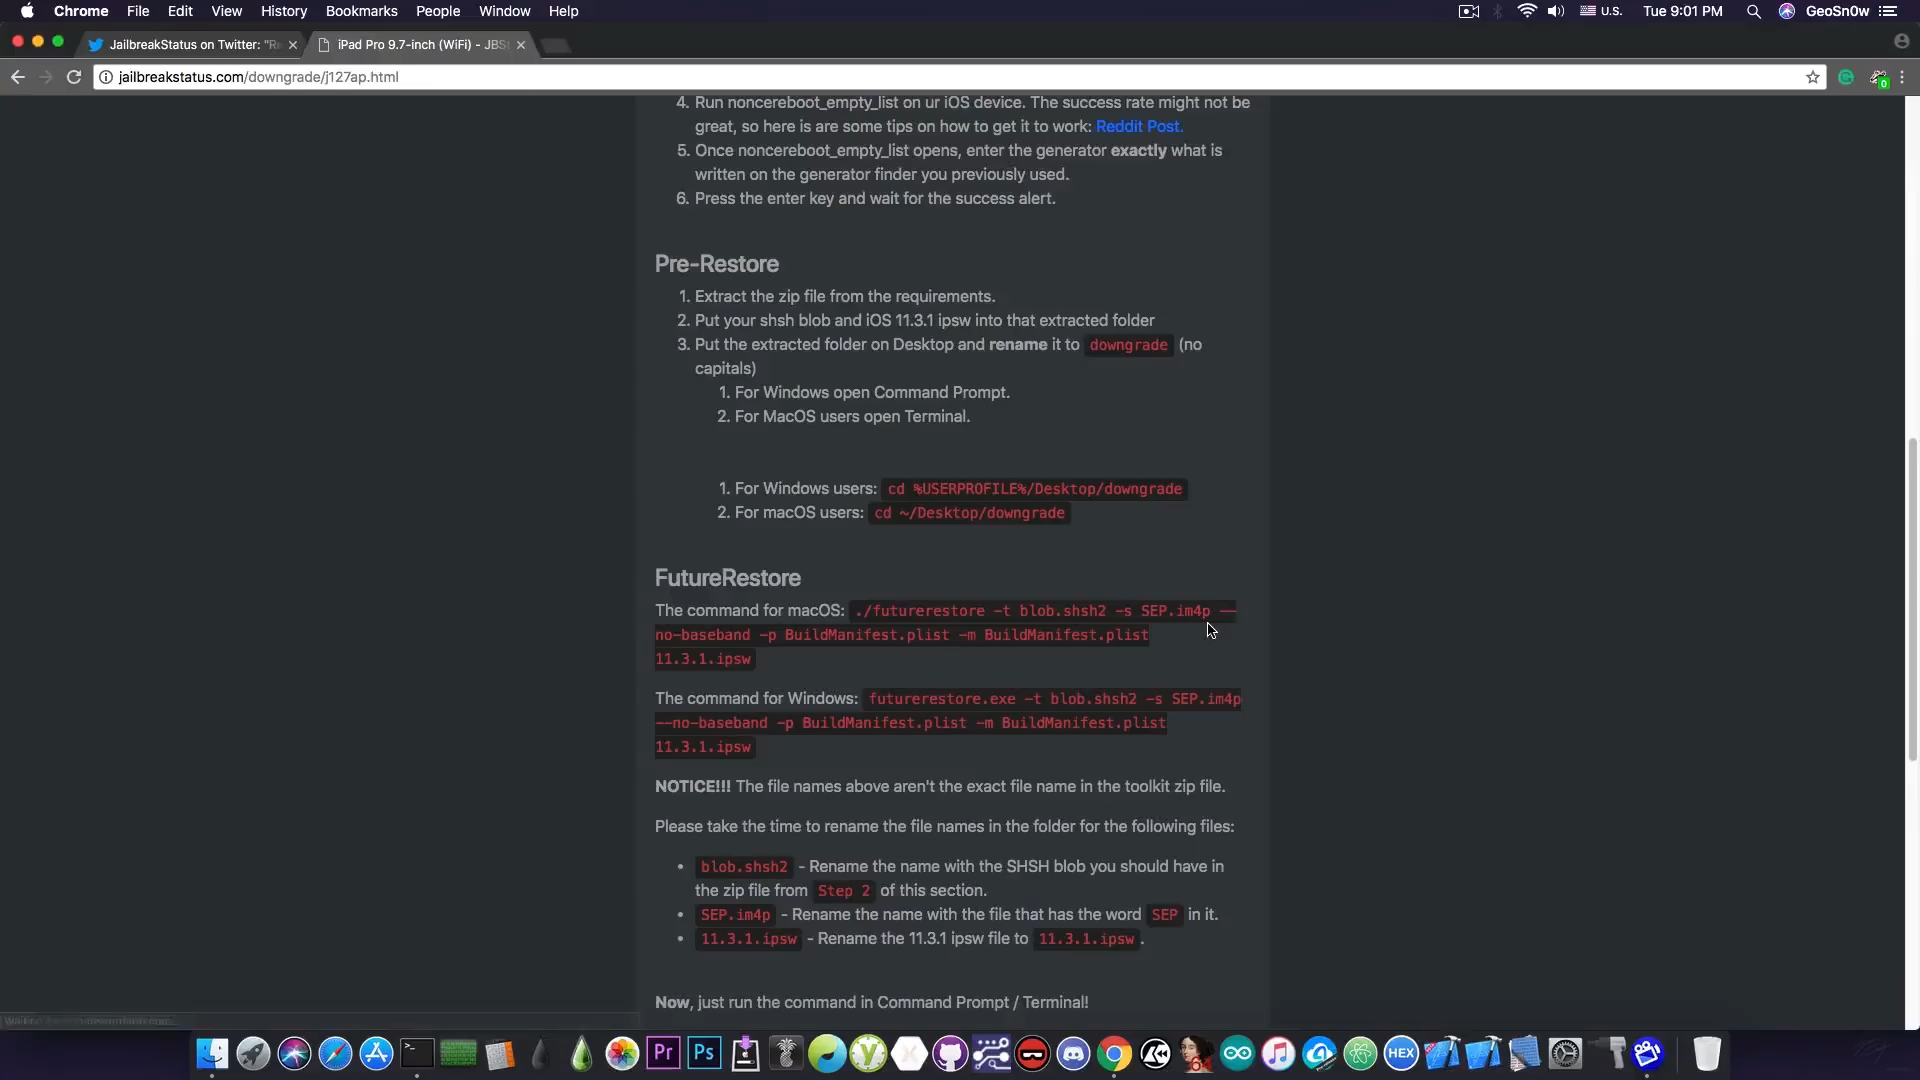 Chrome File Edit View History Bookmarks People Window Help U.S. Tue 9:01 PM GeoSn0w
JailbreakStatus on Twitter: "R iPad Pro 9.7-inch (WiFi) - JBS
jailbreakstatus.com/downgrade/j127ap.html 0
4. Run noncereboot_empty_list on ur iOS device. The success rate might not be
great, so here is are some tips on how to get it to work: Reddit Post.
5. Once noncereboot_empty_list opens, enter the generator exactly what is
written on the generator finder you previously used.
6. Press the enter key and wait for the success alert.
Pre-Restore
1. Extract the zip file from the requirements.
2. Put your shsh blob and iOS 11.3.1 ipsw into that extracted folder
3. Put the extracted folder on Desktop and rename it to downgrade (no
capitals)
1. For Windows open Command Prompt.
2. For MacOS users open Terminal.
1. For Windows users: cd %USERPROFILE%/Desktop/downgrade
2. For macOS users: cd ~/Desktop/downgrade
FutureRestore
The command for macOS: ./futurerestore -t blob.shsh2 -s SEP.im4p --
no-baseband -p BuildManifest.plist -m BuildManifest.plist
11.3.1.ipsw
The command for Windows: futurerestore.exe -t blob.shsh2 -s SEP.im4p
--no-baseband -p BuildManifest.plist -m BuildManifest.plist
11.3.1.ipsw
NOTICE!!! The file names above aren't the exact file name in the toolkit zip file.
Please take the time to rename the file names in the folder for the following files:
• blob.shsh2 - Rename the name with the SHSH blob you should have in
the zip file from Step 2 of this section.
• SEP.im4p - Rename the name with the file that has the word SEP in it.
• 11.3.1.ipsw - Rename the 11.3.1 ipsw file to 11.3.1.ipsw.
Now, just run the command in Command Prompt / Terminal!
Pr Ps 64 HEX